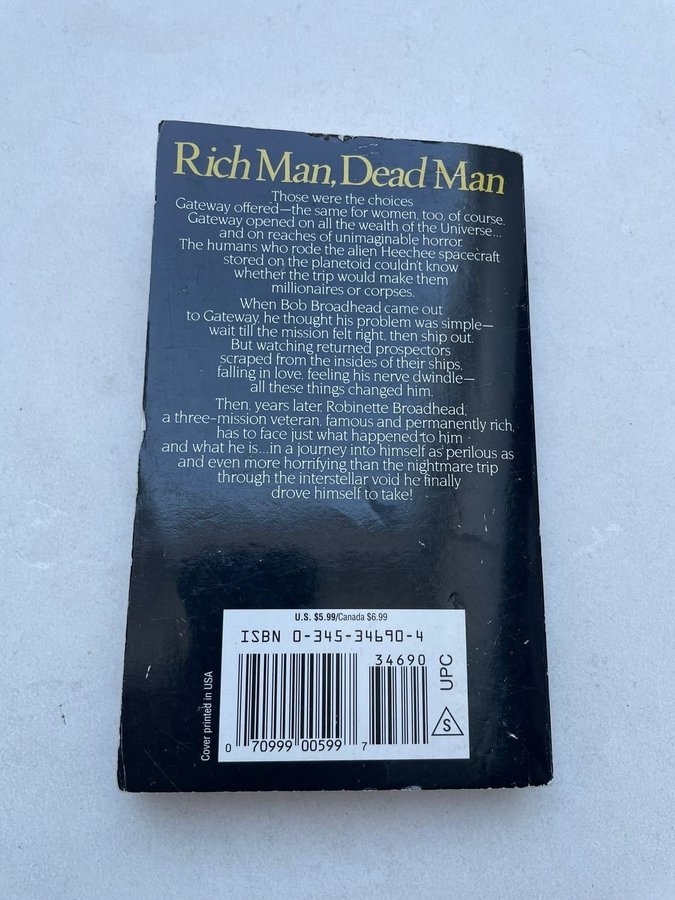 Rich Man, Dead Man
Those were the choices
Gateway offered—the same for women, too, of course.
Gateway opened on all the wealth of the Universe...
and on reaches of unimaginable horror.
The humans who rode the alien Heechee spacecraft
stored on the planetoid couldn't know
whether the trip would make them
millionaires or corpses.
When Bob Broadhead came out
to Gateway, he thought his problem was simple—
wait till the mission felt right, then ship out.
But watching returned prospectors
scraped from the insides of their ships,
falling in love, feeling his nerve dwindle—
all these things changed him.
Then, years later, Robinette Broadhead,
a three-mission veteran, famous and permanently rich,
has to face just what happened to him
and what he is...in a journey into himself as perilous as
and even more horrifying than the nightmare trip
through the interstellar void he finally
drove himself to take!
U.S. $5.99/Canada $6.99
ISBN 0-345-34690-4
34690
UPC
S
0 70999 00599 7
Cover printed in USA